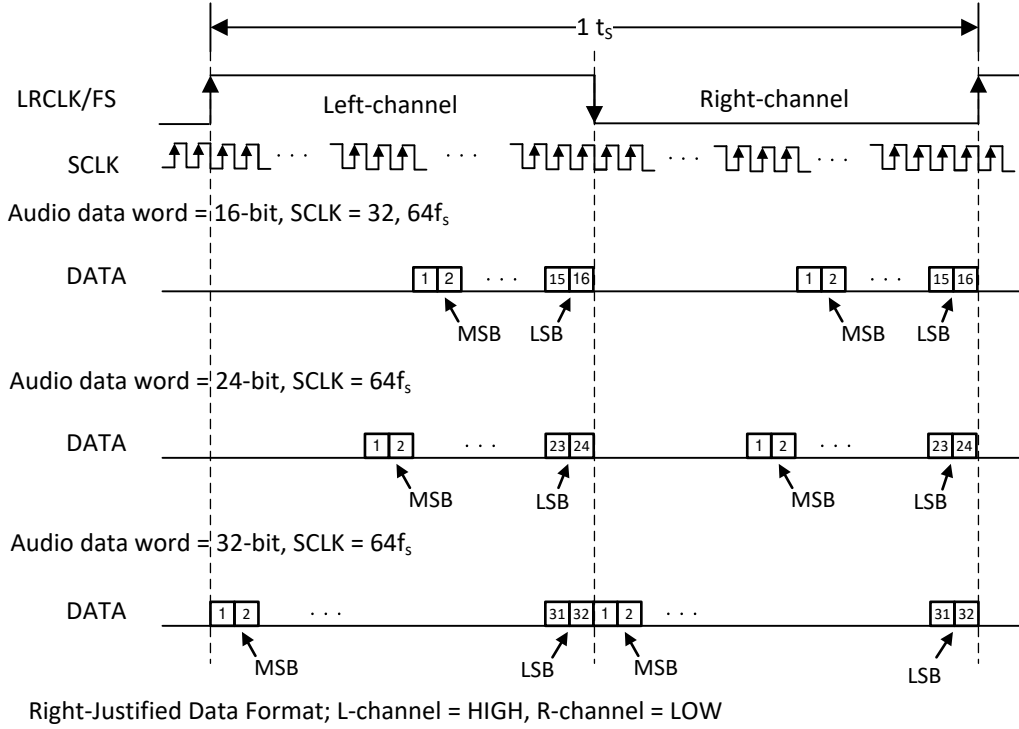 1 tₛ
LRCLK/FS
Left-channel
Right-channel
SCLK
. . .
. . .
. . .
. . .
Audio data word = 16-bit, SCLK = 32, 64fₛ
DATA
1 2 . . . 15 16 1 2 . . . 15 16
MSB LSB MSB LSB
Audio data word = 24-bit, SCLK = 64fₛ
DATA
1 2 . . . 23 24 1 2 . . . 23 24
MSB LSB MSB LSB
Audio data word = 32-bit, SCLK = 64fₛ
DATA
1 2 . . . 31 32 1 2 . . . 31 32
MSB LSB MSB LSB
Right-Justified Data Format; L-channel = HIGH, R-channel = LOW